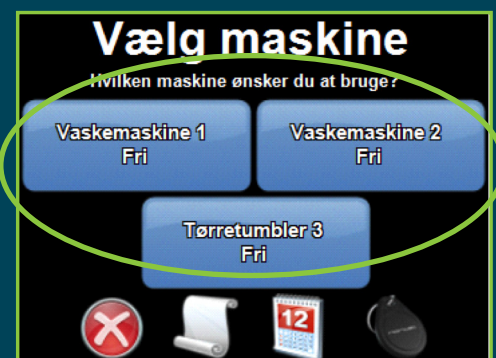 Vælg maskine
Hvilken maskine ønsker du at bruge?
Vaskemaskine 1
Fri
Vaskemaskine 2
Fri
Tørretumbler 3
Fri
12